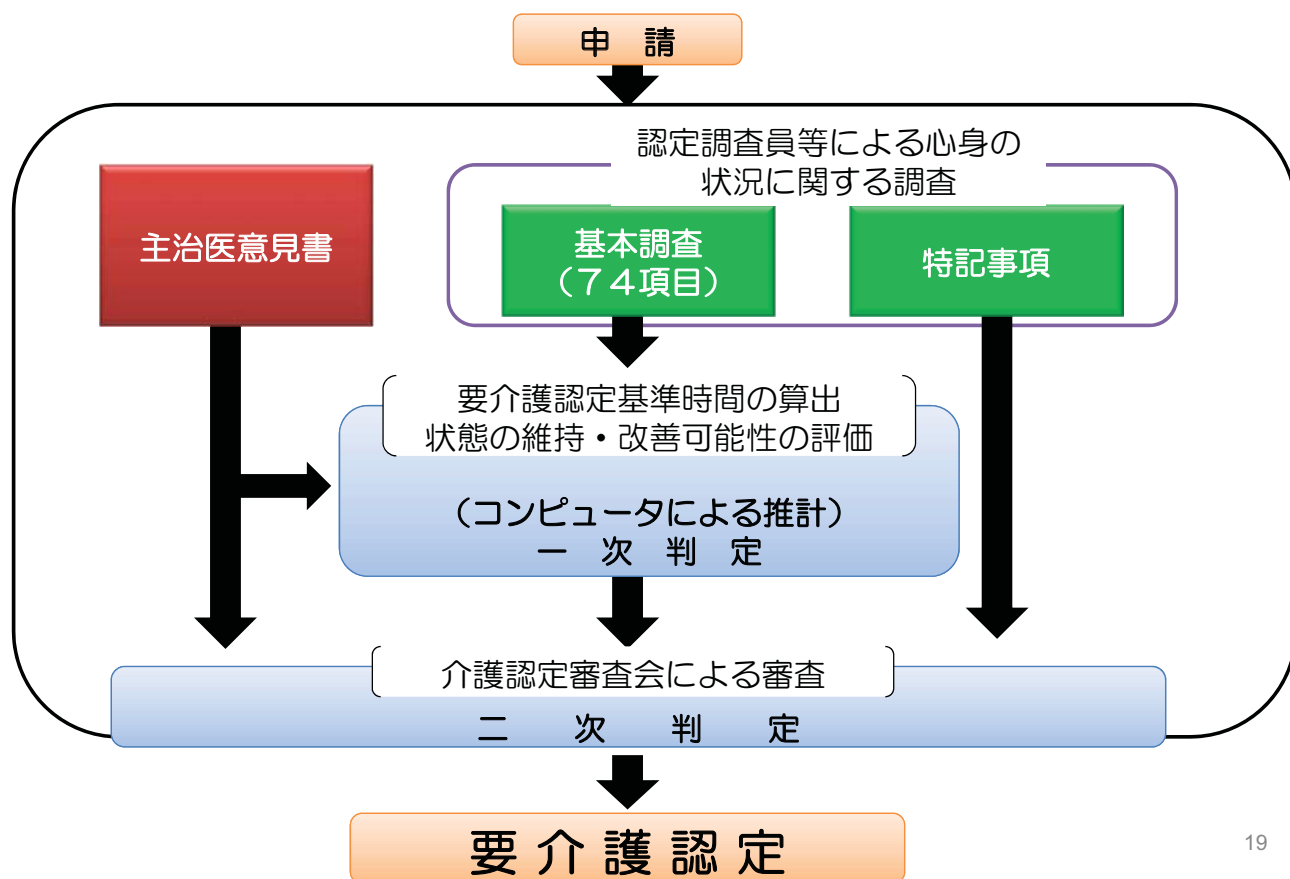 申　請
認定調査員等による心身の
状況に関する調査
主治医意見書
基本調査
（７４項目）
特記事項
要介護認定基準時間の算出
状態の維持・改善可能性の評価
（コンピュータによる推計）
一　次　判　定
介護認定審査会による審査
二　次　判　定
要介護認定
19